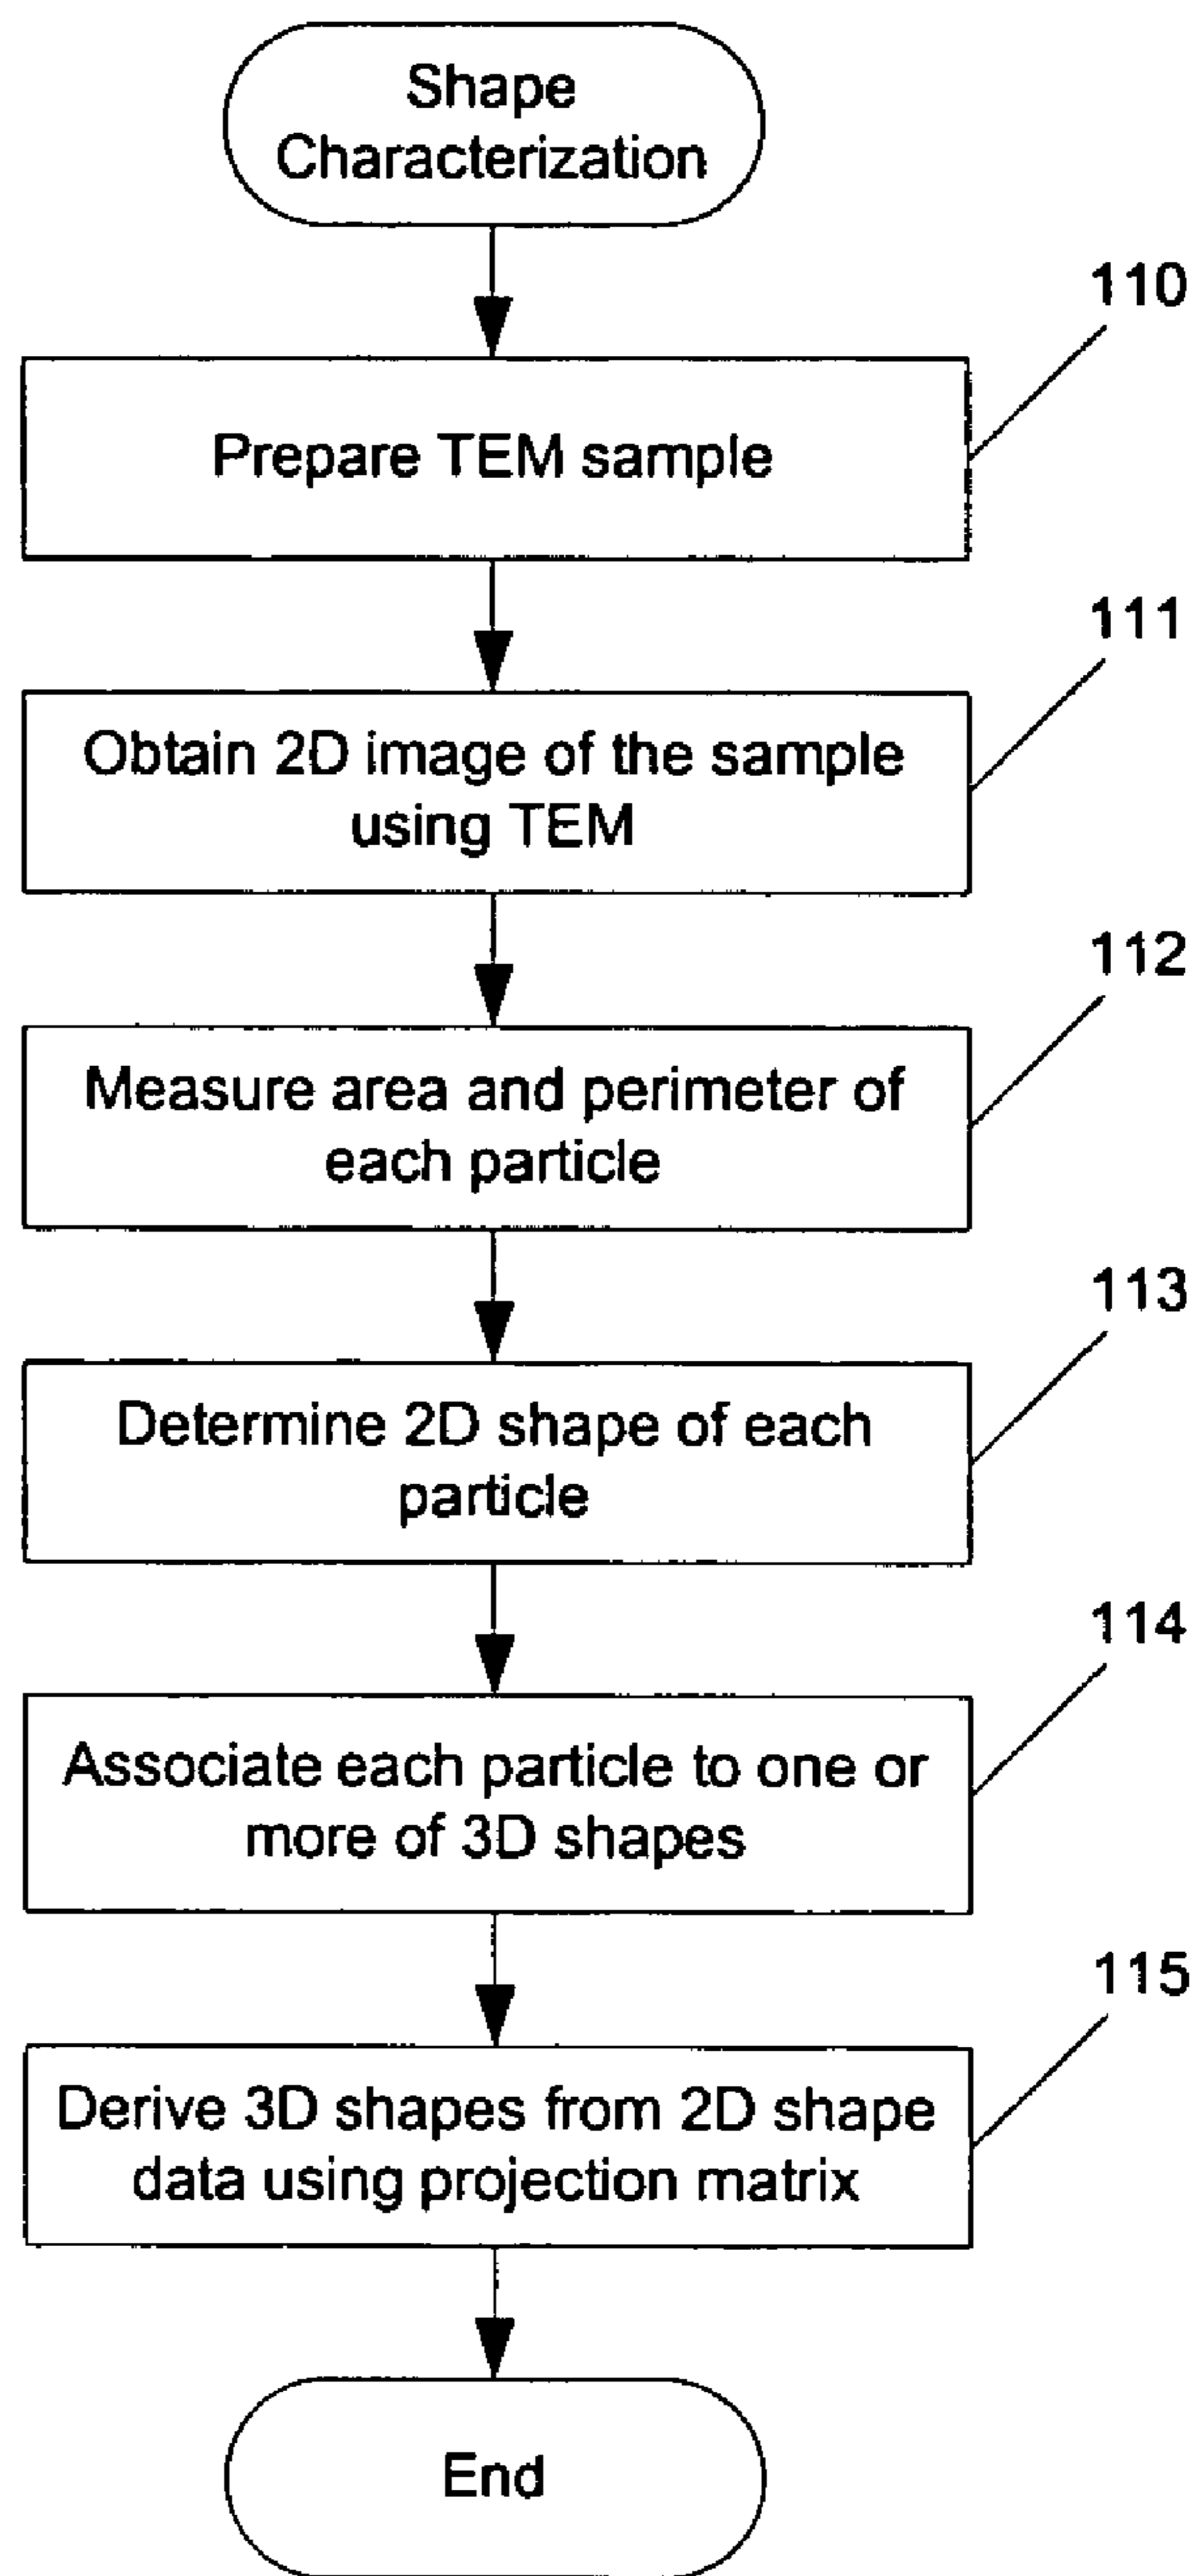 Shape
Characterization
110
Prepare TEM sample
111
Obtain 2D image of the sample
using TEM
112
Measure area and perimeter of
each particle
113
Determine 2D shape of each
particle
114
Associate each particle to one or
more of 3D shapes
115
Derive 3D shapes from 2D shape
data using projection matrix
End